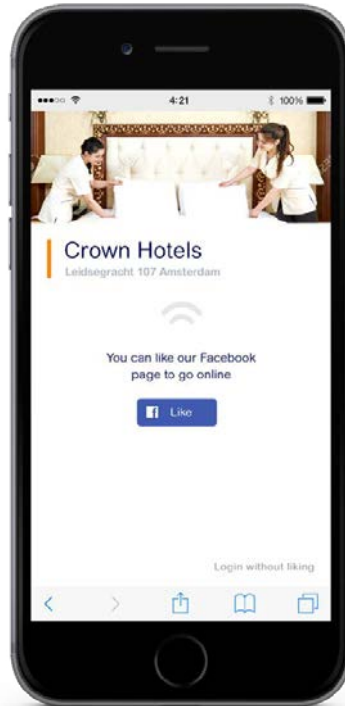 4:21
100%
Crown Hotels
Leidsegracht 107 Amsterdam
You can like our Facebook
page to go online
f Like
Login without liking